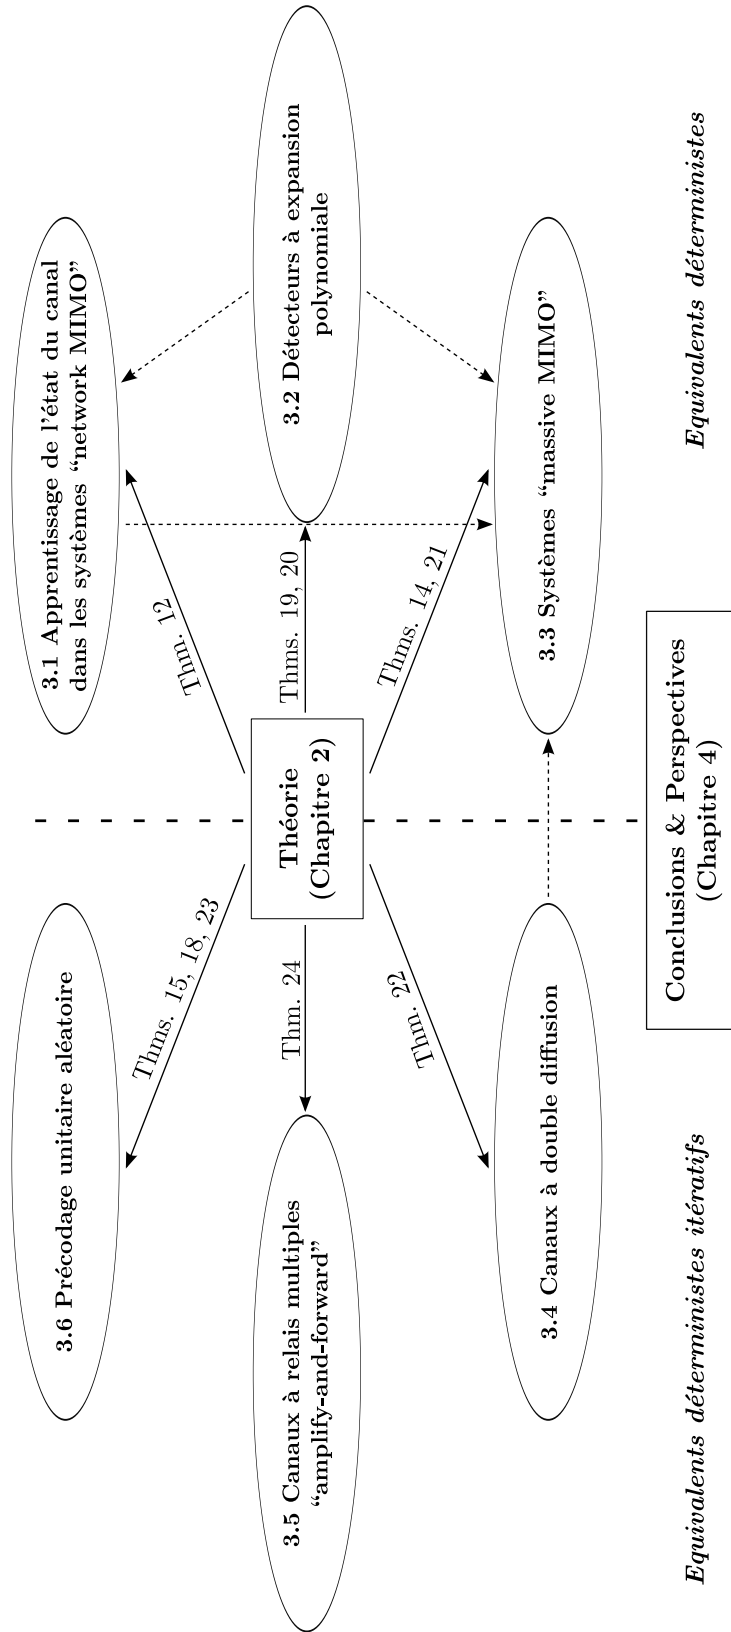 3.6 Précodage unitaire aléatoire
3.1 Apprentissage de l'état du canal
dans les systèmes “network MIMO”
Thms. 15, 18, 23
Thm. 12
3.5 Canaux à relais multiples
“amplify-and-forward”
Thm. 24
Théorie
(Chapitre 2)
Thms. 19, 20
3.2 Détecteurs à expansion
polynomiale
Thm. 22
Thms. 14, 21
3.4 Canaux à double diffusion
3.3 Systèmes “massive MIMO”
Equivalents déterministes itératifs
Conclusions & Perspectives
(Chapitre 4)
Equivalents déterministes